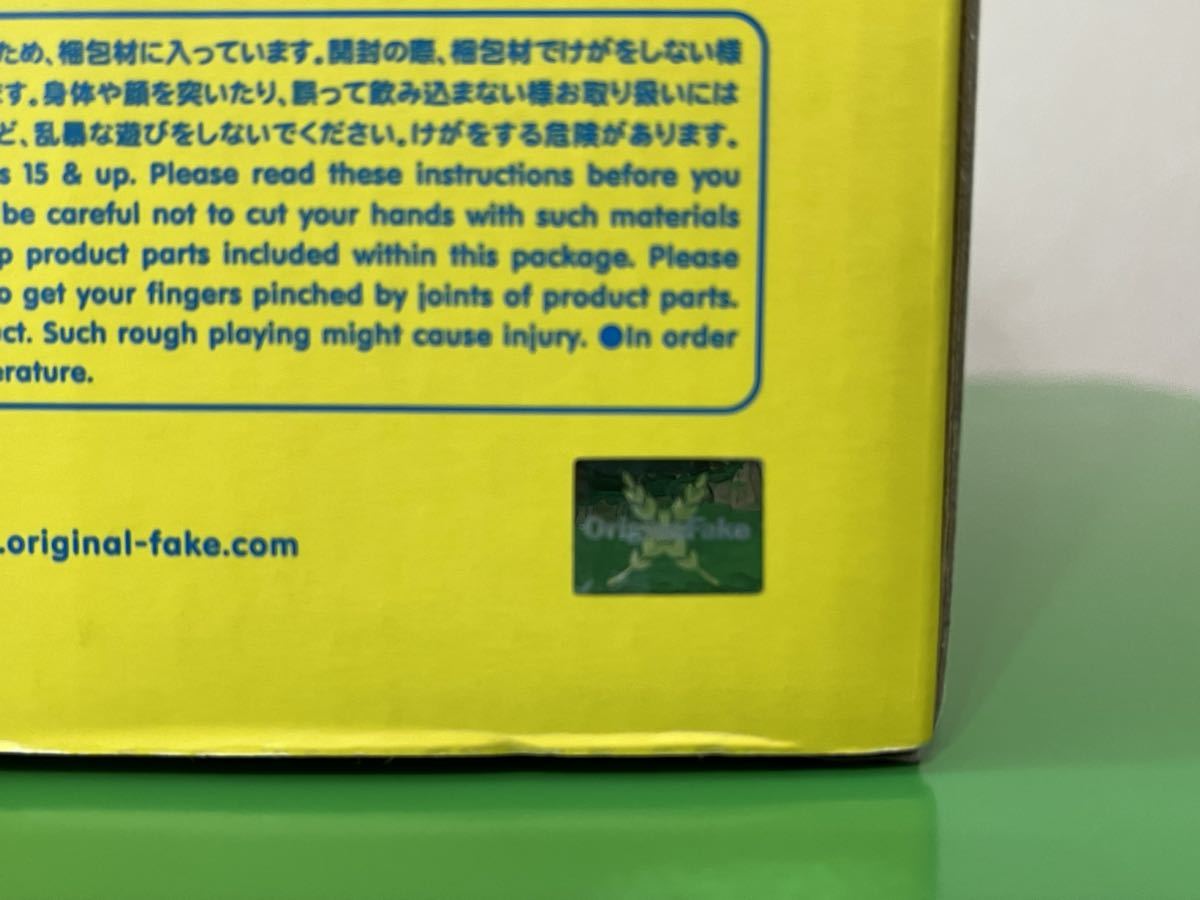 ため、梱包材に入っています。開封の際、梱包材でけがをしない様
す。身体や顔を突いたり、誤って飲み込まない様お取り扱いには
ど、乱暴な遊びをしないでください。けがをする危険があります。
s 15 & up. Please read these instructions before you
be careful not to cut your hands with such materials
p product parts included within this package. Please
o get your fingers pinched by joints of product parts.
ct. Such rough playing might cause injury. ●In order
erature.
.original-fake.com
OriginalFake